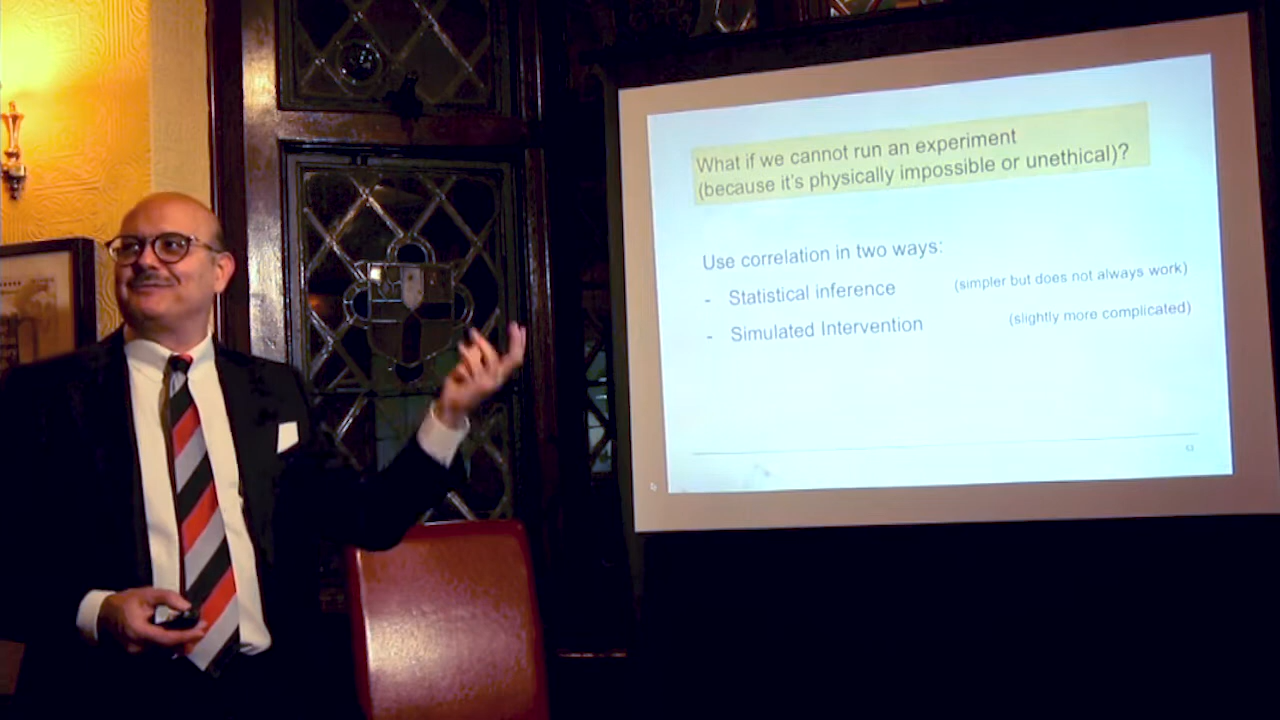 What if we cannot run an experiment
(because it's physically impossible or unethical)?
Use correlation in two ways:
- Statistical inference (simpler but does not always work)
- Simulated Intervention (slightly more complicated)